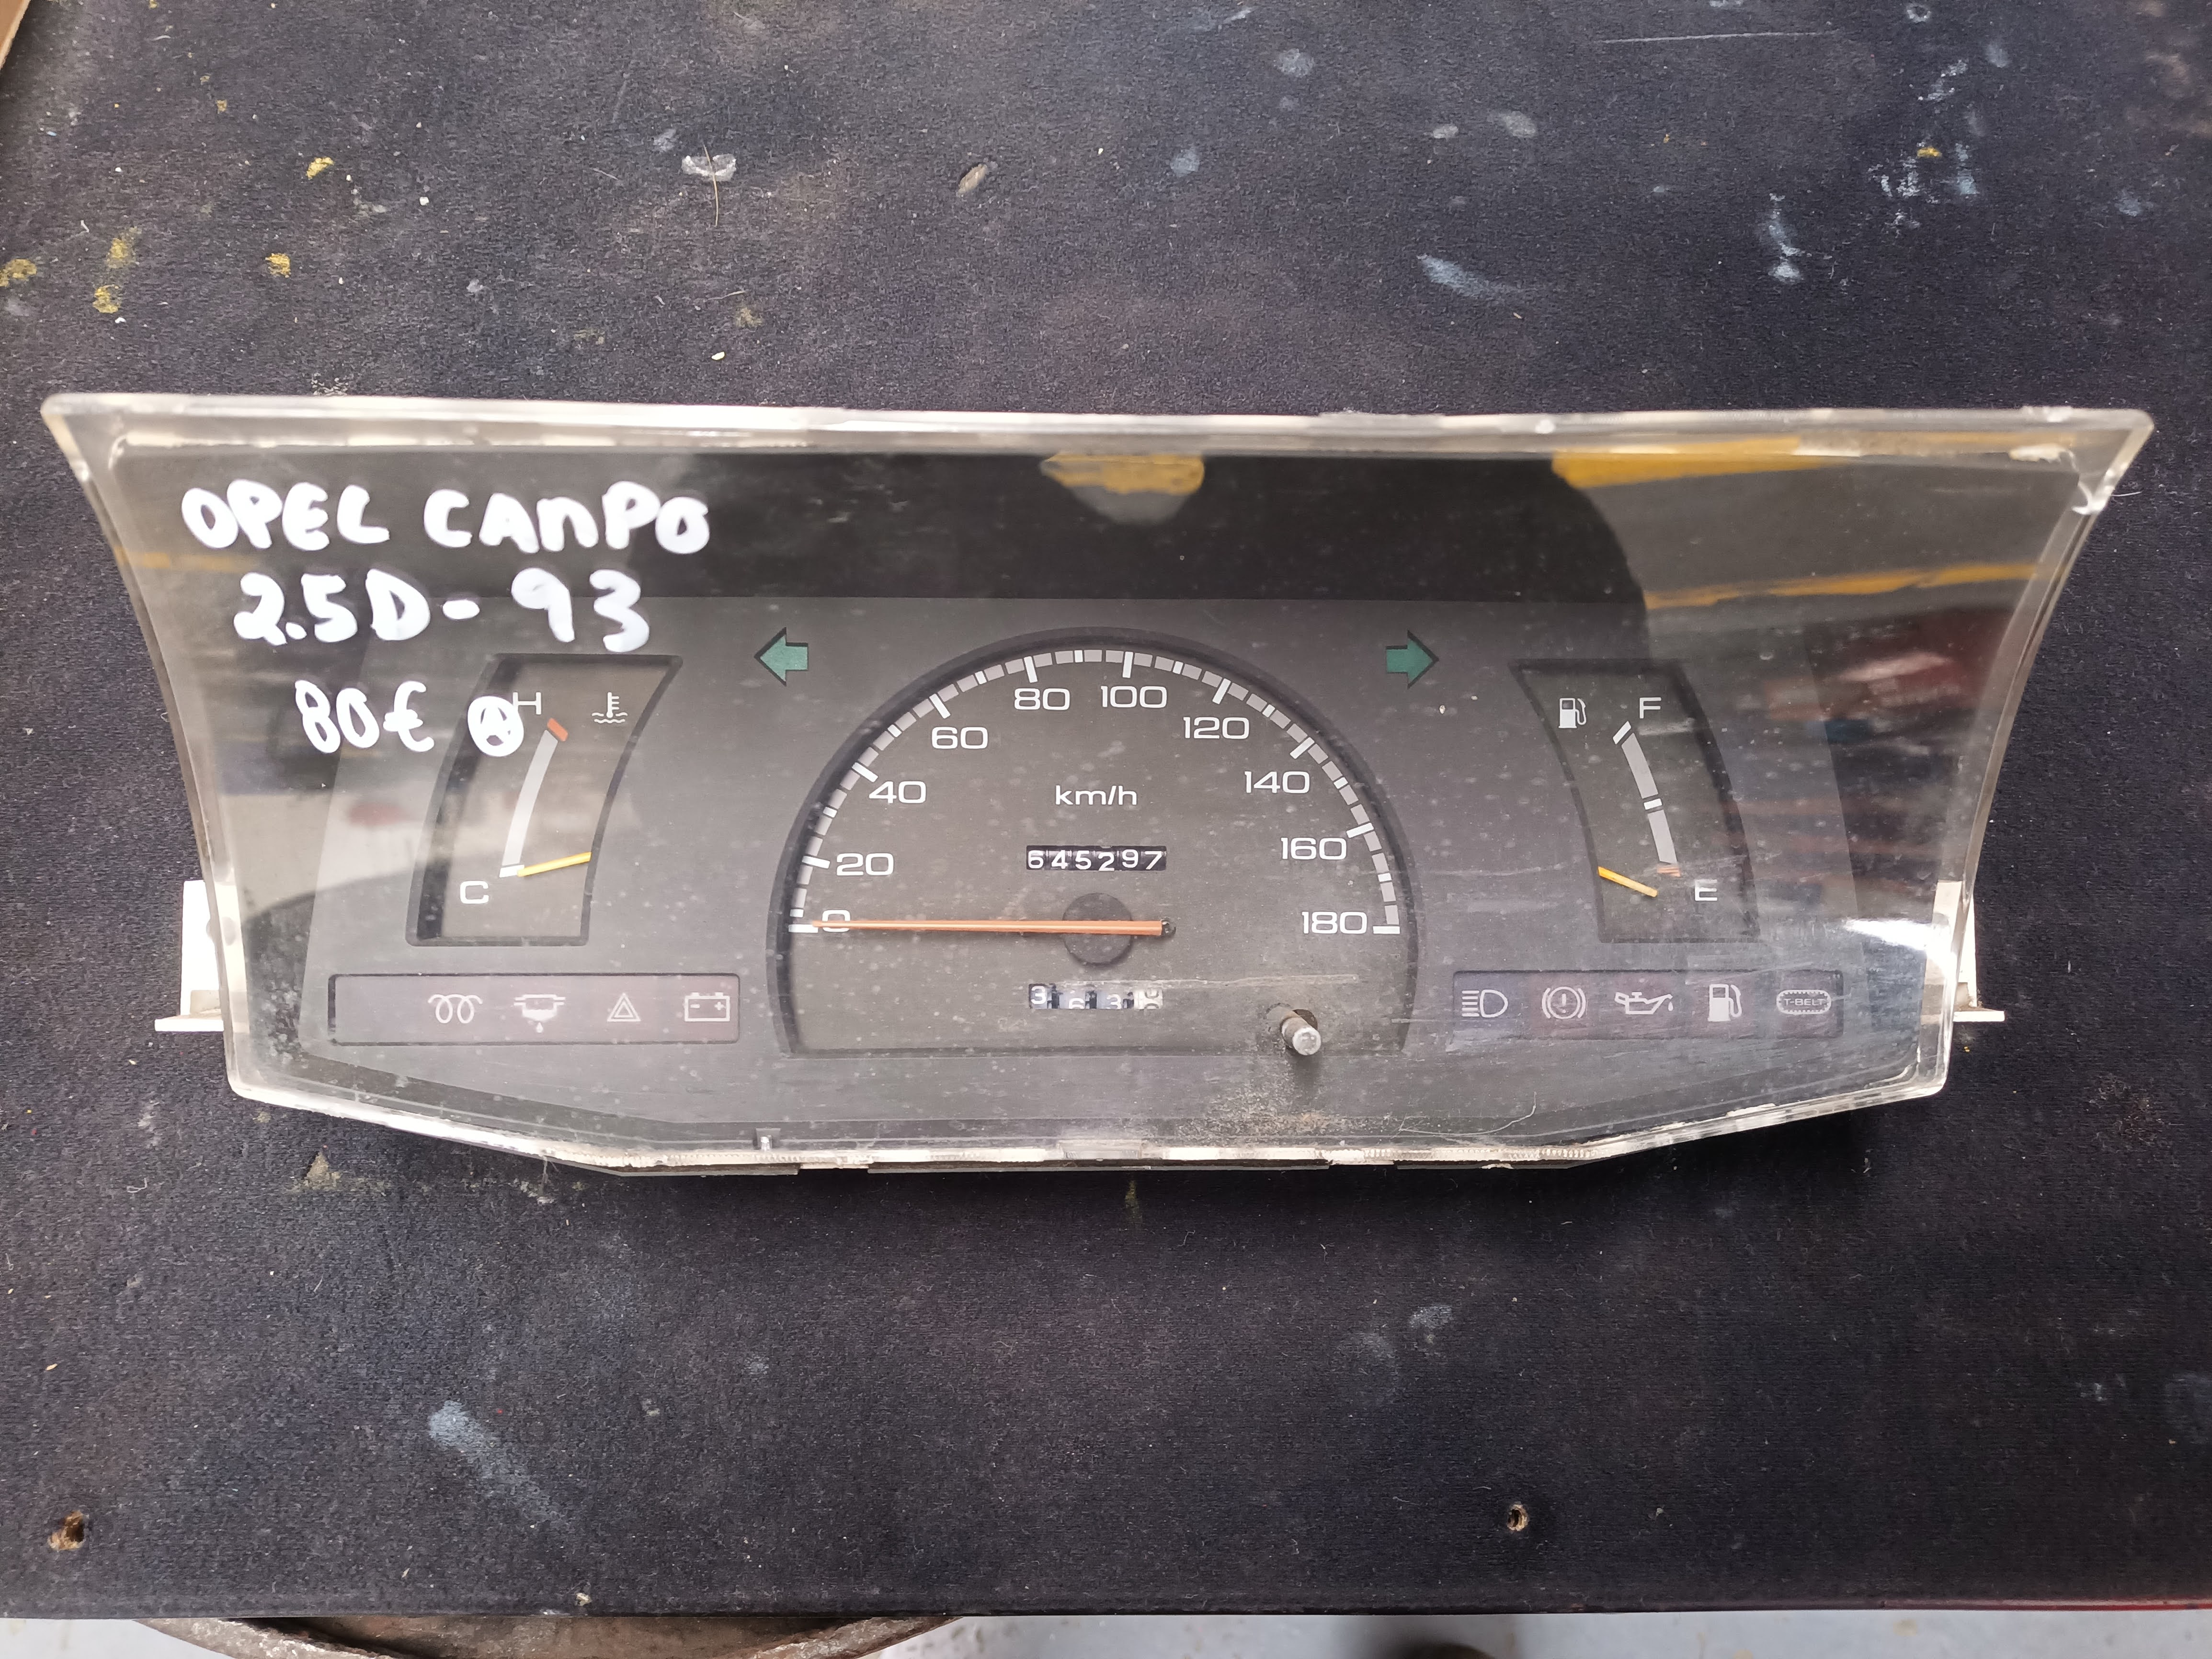 OPEL CAMPO
2.5D - 93
80€ A
H
C
0
20
40
60
80
100
120
140
160
180
km/h
645297
F
E
T-BELT